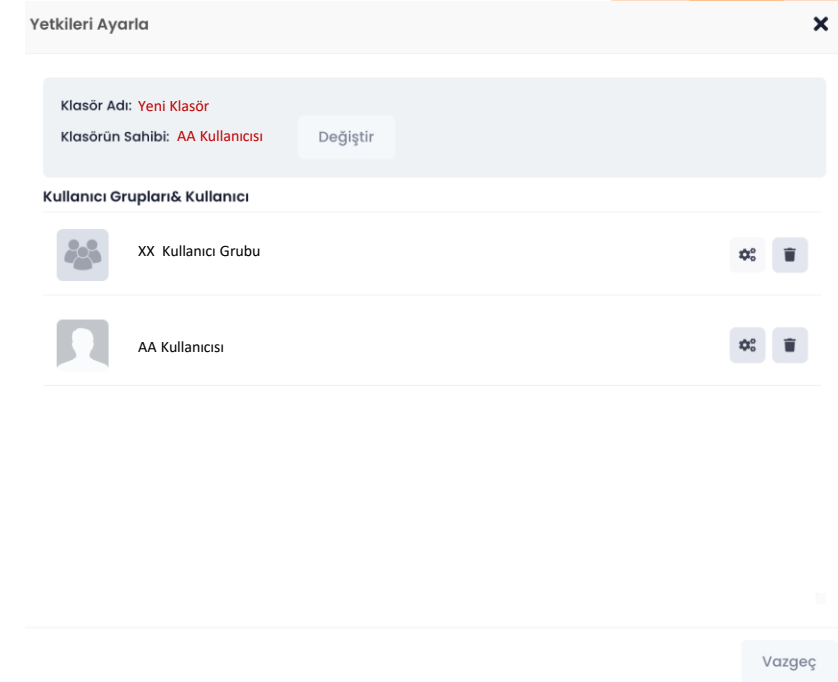 Yetkileri Ayarla
Klasör Adı: Yeni Klasör
Klasörün Sahibi: AA Kullanıcısı Değiştir
Kullanıcı Grupları& Kullanıcı
XX Kullanıcı Grubu
AA Kullanıcısı
Vazgeç